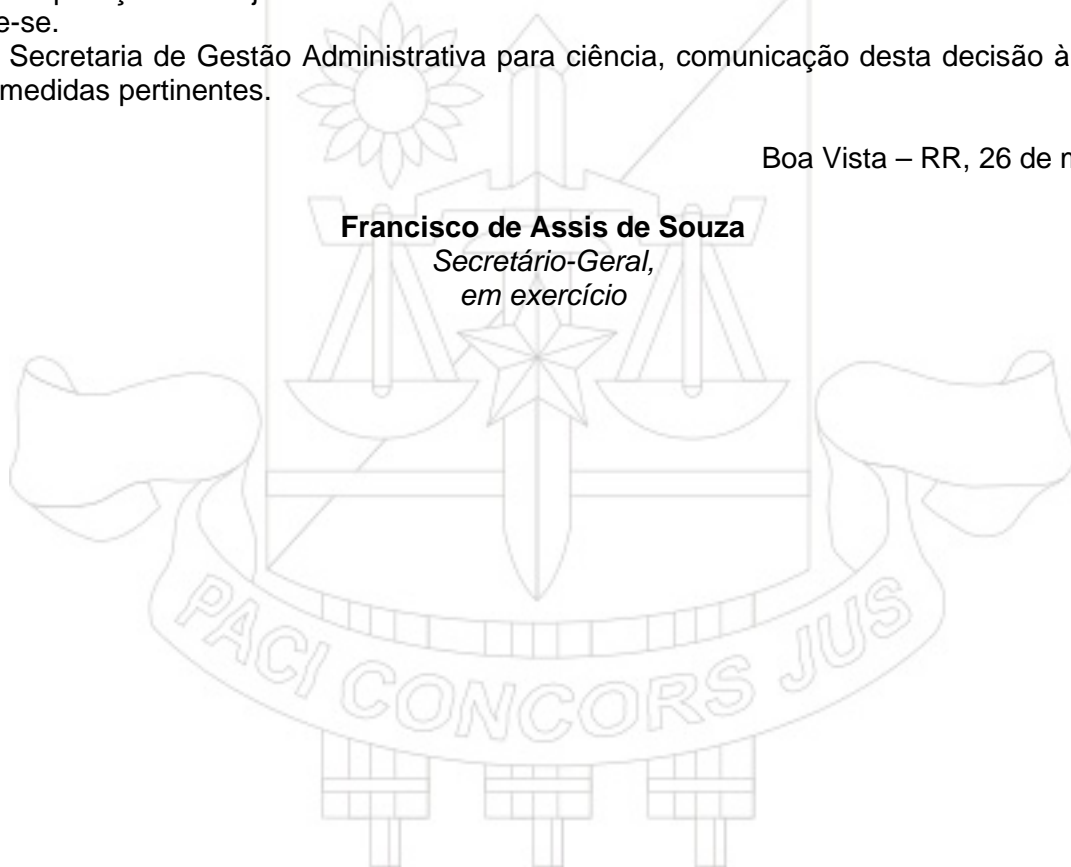 e-se.
Secretaria de Gestão Administrativa para ciência, comunicação desta decisão à
medidas pertinentes.
Boa Vista – RR, 26 de
Francisco de Assis de Souza
Secretário-Geral,
em exercício
PACI CONCORS JUS